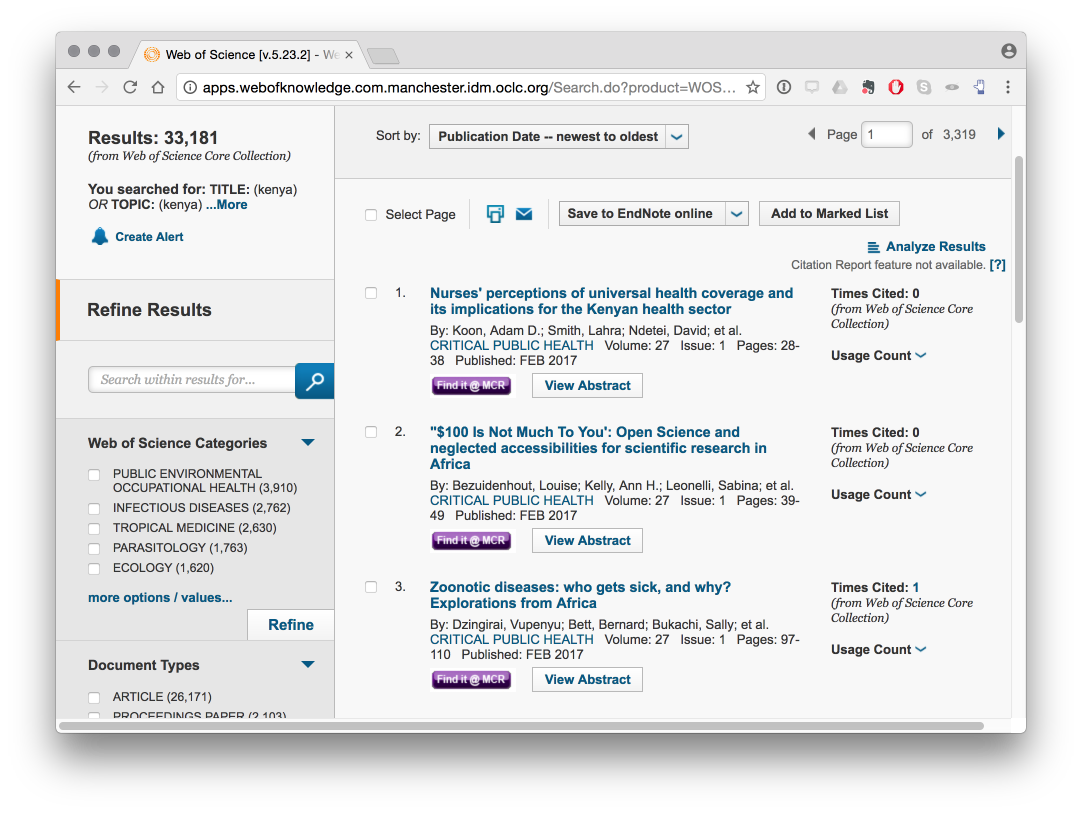 Web of Science [v.5.23.2] - We
apps.webofknowledge.com.manchester.idm.oclc.org/Search.do?product=WOS...
Results: 33,181
(from Web of Science Core Collection)
You searched for: TITLE: (kenya)
OR TOPIC: (kenya) ...More
Create Alert
Refine Results
Search within results for...
Web of Science Categories
PUBLIC ENVIRONMENTAL
OCCUPATIONAL HEALTH (3,910)
INFECTIOUS DISEASES (2,762)
TROPICAL MEDICINE (2,630)
PARASITOLOGY (1,763)
ECOLOGY (1,620)
more options / values...
Refine
Document Types
ARTICLE (26,171)
PROCEEDINGS PAPER (2,103)
Sort by: Publication Date -- newest to oldest
Page 1 of 3,319
Select Page
Save to EndNote online
Add to Marked List
Analyze Results
Citation Report feature not available. [?]
1. Nurses' perceptions of universal health coverage and
its implications for the Kenyan health sector
By: Koon, Adam D.; Smith, Lahra; Ndetei, David; et al.
CRITICAL PUBLIC HEALTH Volume: 27 Issue: 1 Pages: 28-
38 Published: FEB 2017
Find it @ MCR
View Abstract
Times Cited: 0
(from Web of Science Core
Collection)
Usage Count
2. "$100 Is Not Much To You': Open Science and
neglected accessibilities for scientific research in
Africa
By: Bezuidenhout, Louise; Kelly, Ann H.; Leonelli, Sabina; et al.
CRITICAL PUBLIC HEALTH Volume: 27 Issue: 1 Pages: 39-
49 Published: FEB 2017
Find it @ MCR
View Abstract
Times Cited: 0
(from Web of Science Core
Collection)
Usage Count
3. Zoonotic diseases: who gets sick, and why?
Explorations from Africa
By: Dzingirai, Vupenyu; Bett, Bernard; Bukachi, Sally; et al.
CRITICAL PUBLIC HEALTH Volume: 27 Issue: 1 Pages: 97-
110 Published: FEB 2017
Find it @ MCR
View Abstract
Times Cited: 1
(from Web of Science Core
Collection)
Usage Count